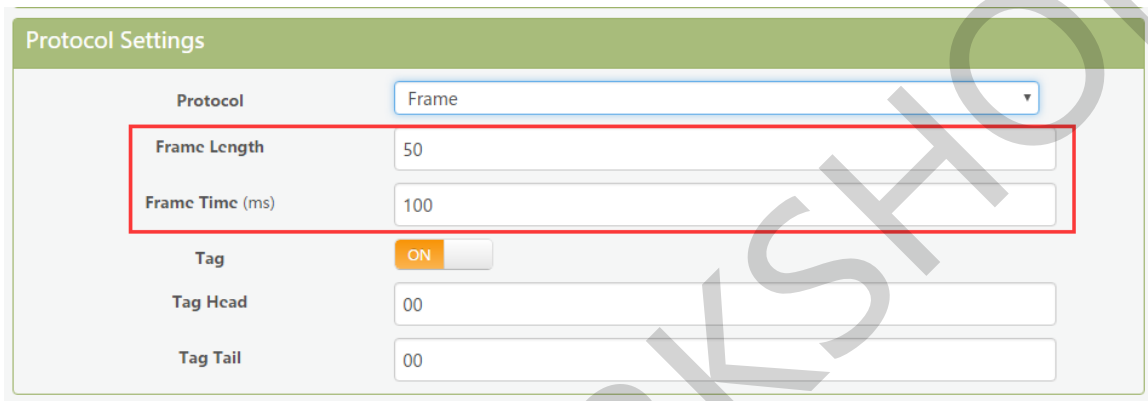 Protocol Settings
Protocol Frame
Frame Length 50
Frame Time (ms) 100
Tag ON
Tag Head 00
Tag Tail 00